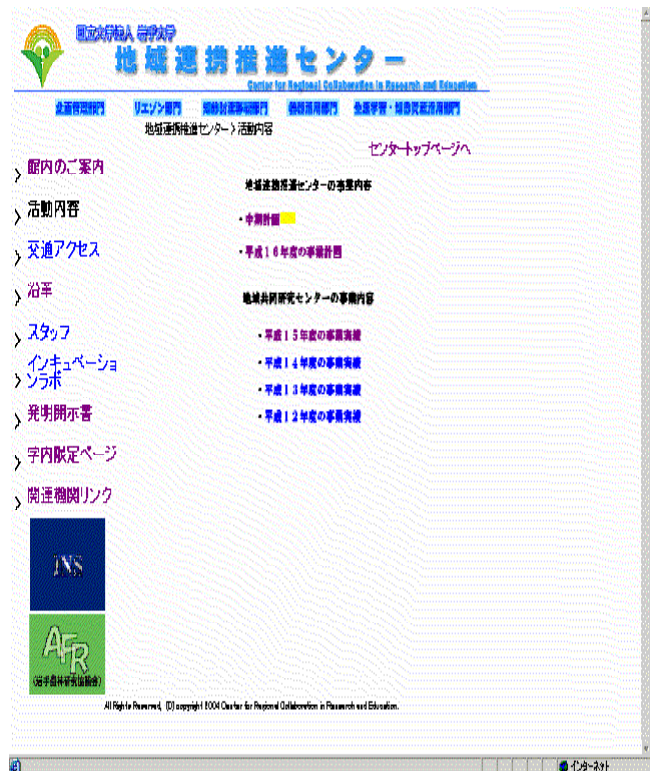 国立大学法人 岩手大学
地域連携推進センター
Center for Regional Collaboration in Research and Education
企画管理部門 リエゾン部門 知的財産移転部門 機器活用部門 生涯学習・知的資産活用部門
地域連携推進センター > 活動内容
センタートップページへ
館内のご案内
活動内容
交通アクセス
沿革
スタッフ
インキュベーショ
ンラボ
発明開示書
学内限定ページ
関連機関リンク
地域連携推進センターの事業内容
・中期計画
・平成16年度の事業計画
地域共同研究センターの事業内容
・平成15年度の事業実績
・平成14年度の事業実績
・平成13年度の事業実績
・平成12年度の事業実績
INS
AFR
(岩手農林研究協議会)
All Rights Reserved, (C) copyright 2004 Center for Regional Collaboration in Research and Education.
インターネット